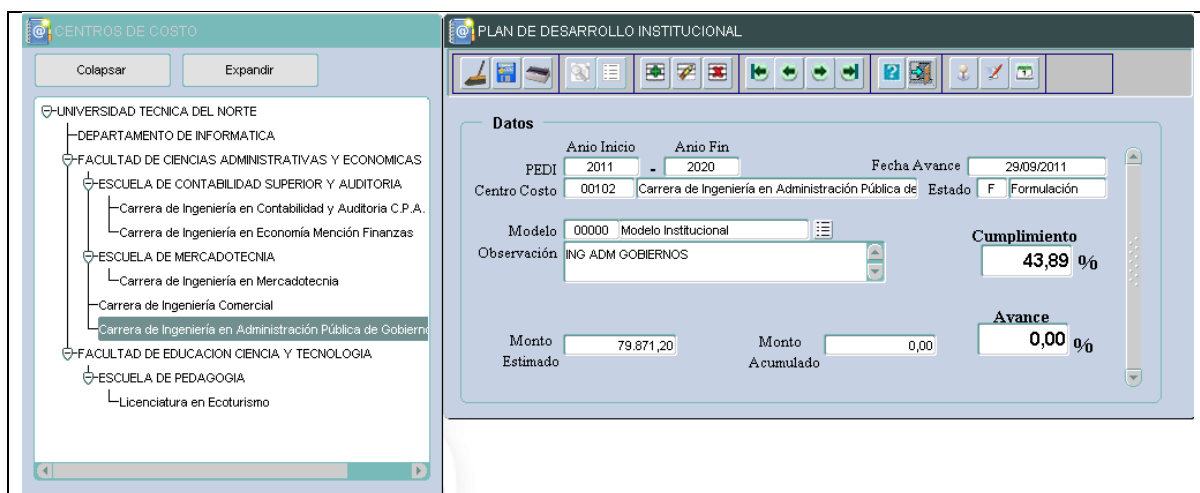 CENTROS DE COSTO
Colapsar Expandir
UNIVERSIDAD TECNICA DEL NORTE
DEPARTAMENTO DE INFORMATICA
FACULTAD DE CIENCIAS ADMINISTRATIVAS Y ECONOMICAS
ESCUELA DE CONTABILIDAD SUPERIOR Y AUDITORIA
Carrera de Ingeniería en Contabilidad y Auditoria C.P.A.
Carrera de Ingeniería en Economía Mención Finanzas
ESCUELA DE MERCADOTECNIA
Carrera de Ingeniería en Mercadotecnia
Carrera de Ingeniería Comercial
Carrera de Ingeniería en Administración Pública de Gobierno
FACULTAD DE EDUCACION CIENCIA Y TECNOLOGIA
ESCUELA DE PEDAGOGIA
Licenciatura en Ecoturismo
PLAN DE DESARROLLO INSTITUCIONAL
Datos
Anio Inicio Anio Fin
PEDI 2011 - 2020 Fecha Avance 29/09/2011
Centro Costo 00102 Carrera de Ingeniería en Administración Pública de Estado F Formulación
Modelo 00000 Modelo Institucional
Observación ING ADM GOBIERNOS
Cumplimiento
43,89 %
Avance
0,00 %
Monto Estimado 79.871,20
Monto Acumulado 0,00